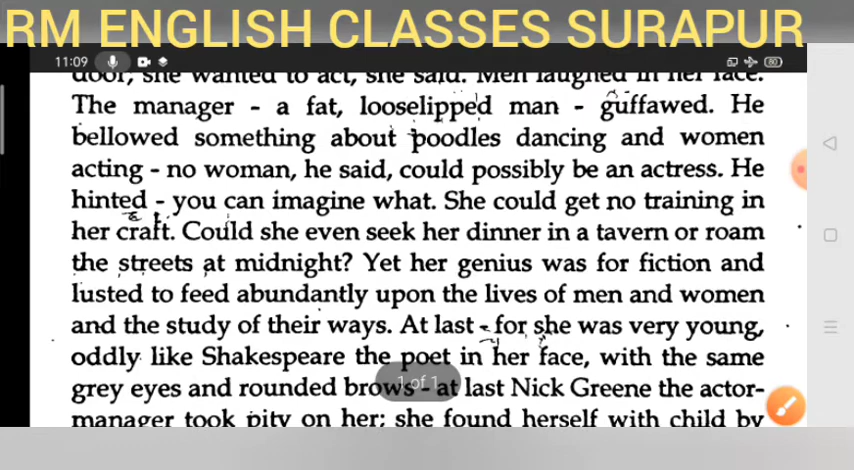 RM ENGLISH CLASSES SURAPUR
11:09
80
door; she wanted to act, she said. Men laughed in her face.
The manager - a fat, looselipped man - guffawed. He
bellowed something about poodles dancing and women
acting - no woman, he said, could possibly be an actress. He
hinted - you can imagine what. She could get no training in
her craft. Could she even seek her dinner in a tavern or roam
the streets at midnight? Yet her genius was for fiction and
lusted to feed abundantly upon the lives of men and women
and the study of their ways. At last - for she was very young,
oddly like Shakespeare the poet in her face, with the same
grey eyes and rounded brows - at last Nick Greene the actor-
1 of 1
manager took pity on her; she found herself with child by